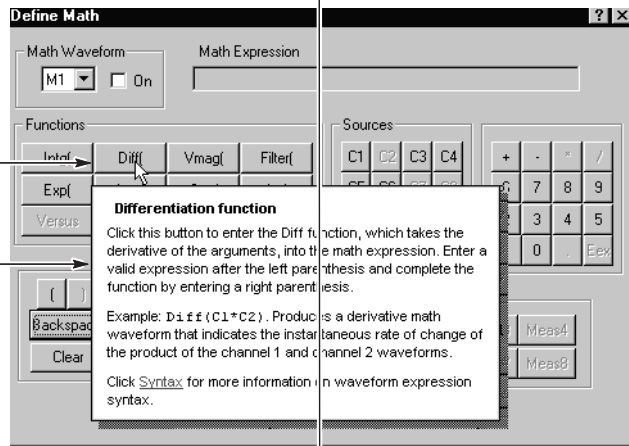 Define Math
? X
Math Waveform
Math Expression
M1
On
Functions
Sources
Intg(
Diff(
Vmag(
Filter(
C1 C2 C3 C4
+ - * /
Exp(
7 8 9
Versus
3 4 5
0 . Eex
Differentiation function
Click this button to enter the Diff function, which takes the
derivative of the arguments, into the math expression. Enter a
valid expression after the left parenthesis and complete the
function by entering a right parenthesis.
( )
Example: Diff(C1*C2). Produces a derivative math
Backspac
Meas4
waveform that indicates the instantaneous rate of change of
the product of the channel 1 and channel 2 waveforms.
Clear
Meas8
Click Syntax for more information on waveform expression
syntax.